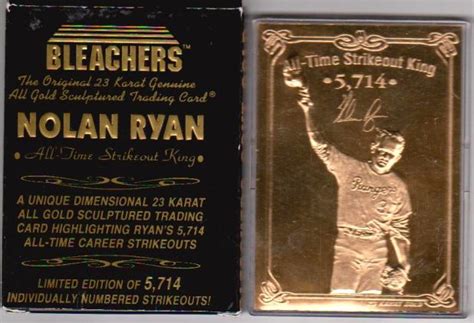 BLEACHERS™
The Original 23 Karat Genuine
All Gold Sculptured Trading Card®
NOLAN RYAN
All-Time Strikeout King
A UNIQUE DIMENSIONAL 23 KARAT
ALL GOLD SCULPTURED TRADING
CARD HIGHLIGHTING RYAN'S 5,714
ALL-TIME CAREER STRIKEOUTS
LIMITED EDITION OF 5,714
INDIVIDUALLY NUMBERED STRIKEOUTS!
All-Time Strikeout King
5,714
Rangers
3